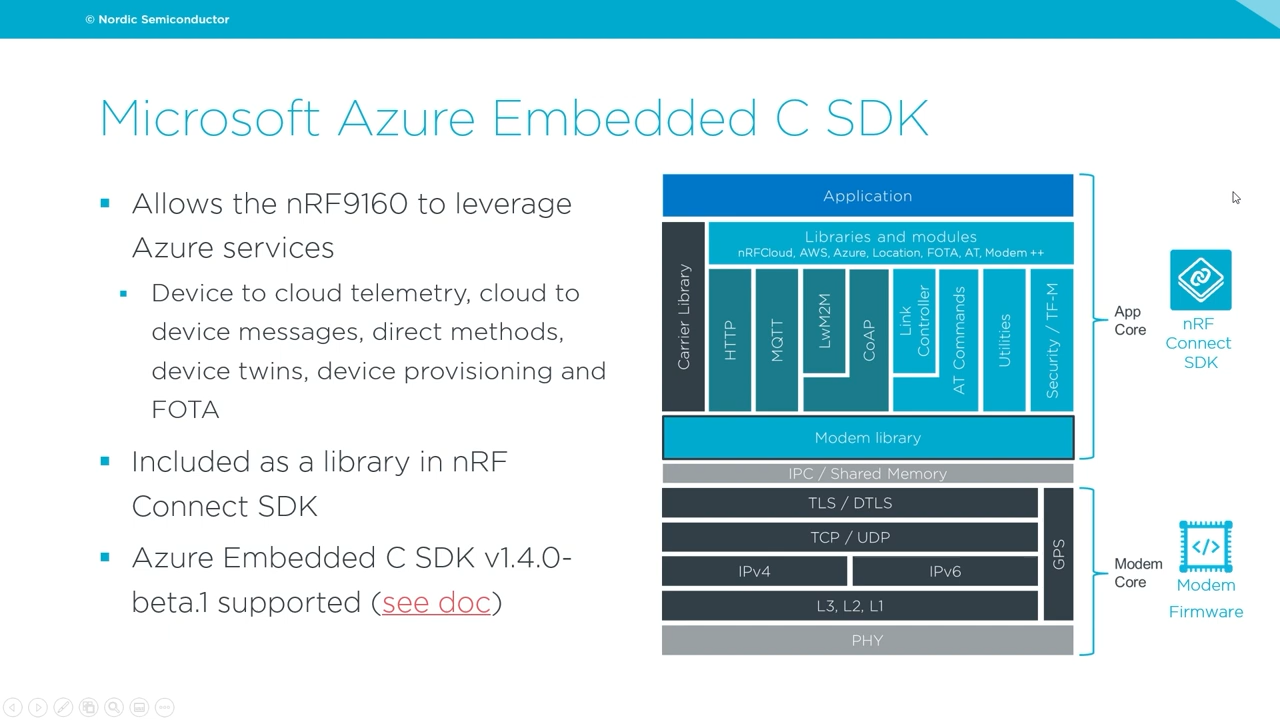 © Nordic Semiconductor
Microsoft Azure Embedded C SDK
Allows the nRF9160 to leverage
Azure services
Device to cloud telemetry, cloud to
device messages, direct methods,
device twins, device provisioning and
FOTA
Included as a library in nRF
Connect SDK
Azure Embedded C SDK v1.4.0-
beta.1 supported (see doc)
Application
Carrier Library
Libraries and modules
nRFCloud, AWS, Azure, Location, FOTA, AT, Modem ++
HTTP
MQTT
LwM2M
CoAP
Link
Controller
AT Commands
Utilities
Security / TF-M
Modem library
App
Core
nRF
Connect
SDK
IPC / Shared Memory
TLS / DTLS
TCP / UDP
IPv4
IPv6
L3, L2, L1
GPS
PHY
Modem
Core
Modem
Firmware